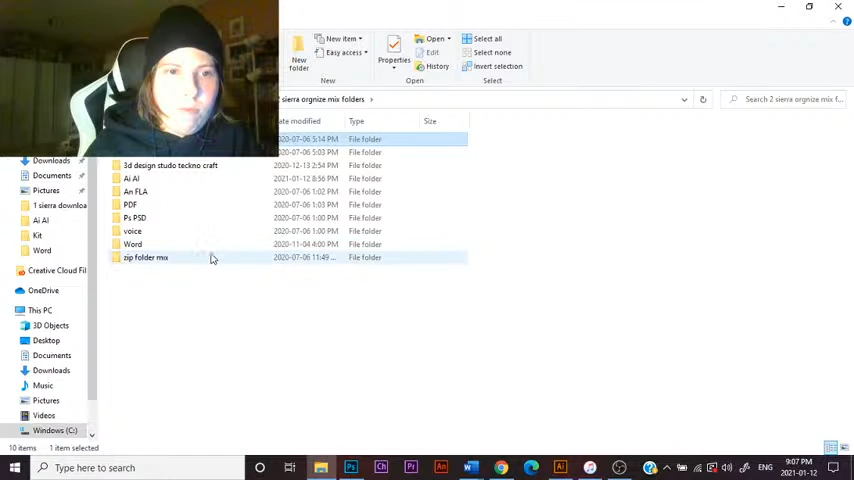 New item
Easy access
New folder
New
Properties
Open
Edit
History
Open
Select all
Select none
Invert selection
Select
sierra orgnize mix folders
Search 2 sierra orgnize mix f...
ate modified
Type
Size
2020-07-06 5:14 PM File folder
2020-07-06 5:03 PM File folder
3d design studo teckno craft 2020-12-13 2:54 PM File folder
Ai AI 2021-01-12 8:56 PM File folder
An FLA 2020-07-06 1:02 PM File folder
PDF 2020-07-06 1:03 PM File folder
Ps PSD 2020-07-06 1:00 PM File folder
voice 2020-07-06 1:00 PM File folder
Word 2020-11-04 4:00 PM File folder
zip folder mix 2020-07-06 11:49 ... File folder
Downloads
Documents
Pictures
1 sierra downloa
Ai AI
Kit
Word
Creative Cloud Fil
OneDrive
This PC
3D Objects
Desktop
Documents
Downloads
Music
Pictures
Videos
Windows (C:)
10 items 1 item selected
Type here to search
Ps
Ch
Pr
An
W
Ai
ENG
9:07 PM
2021-01-12